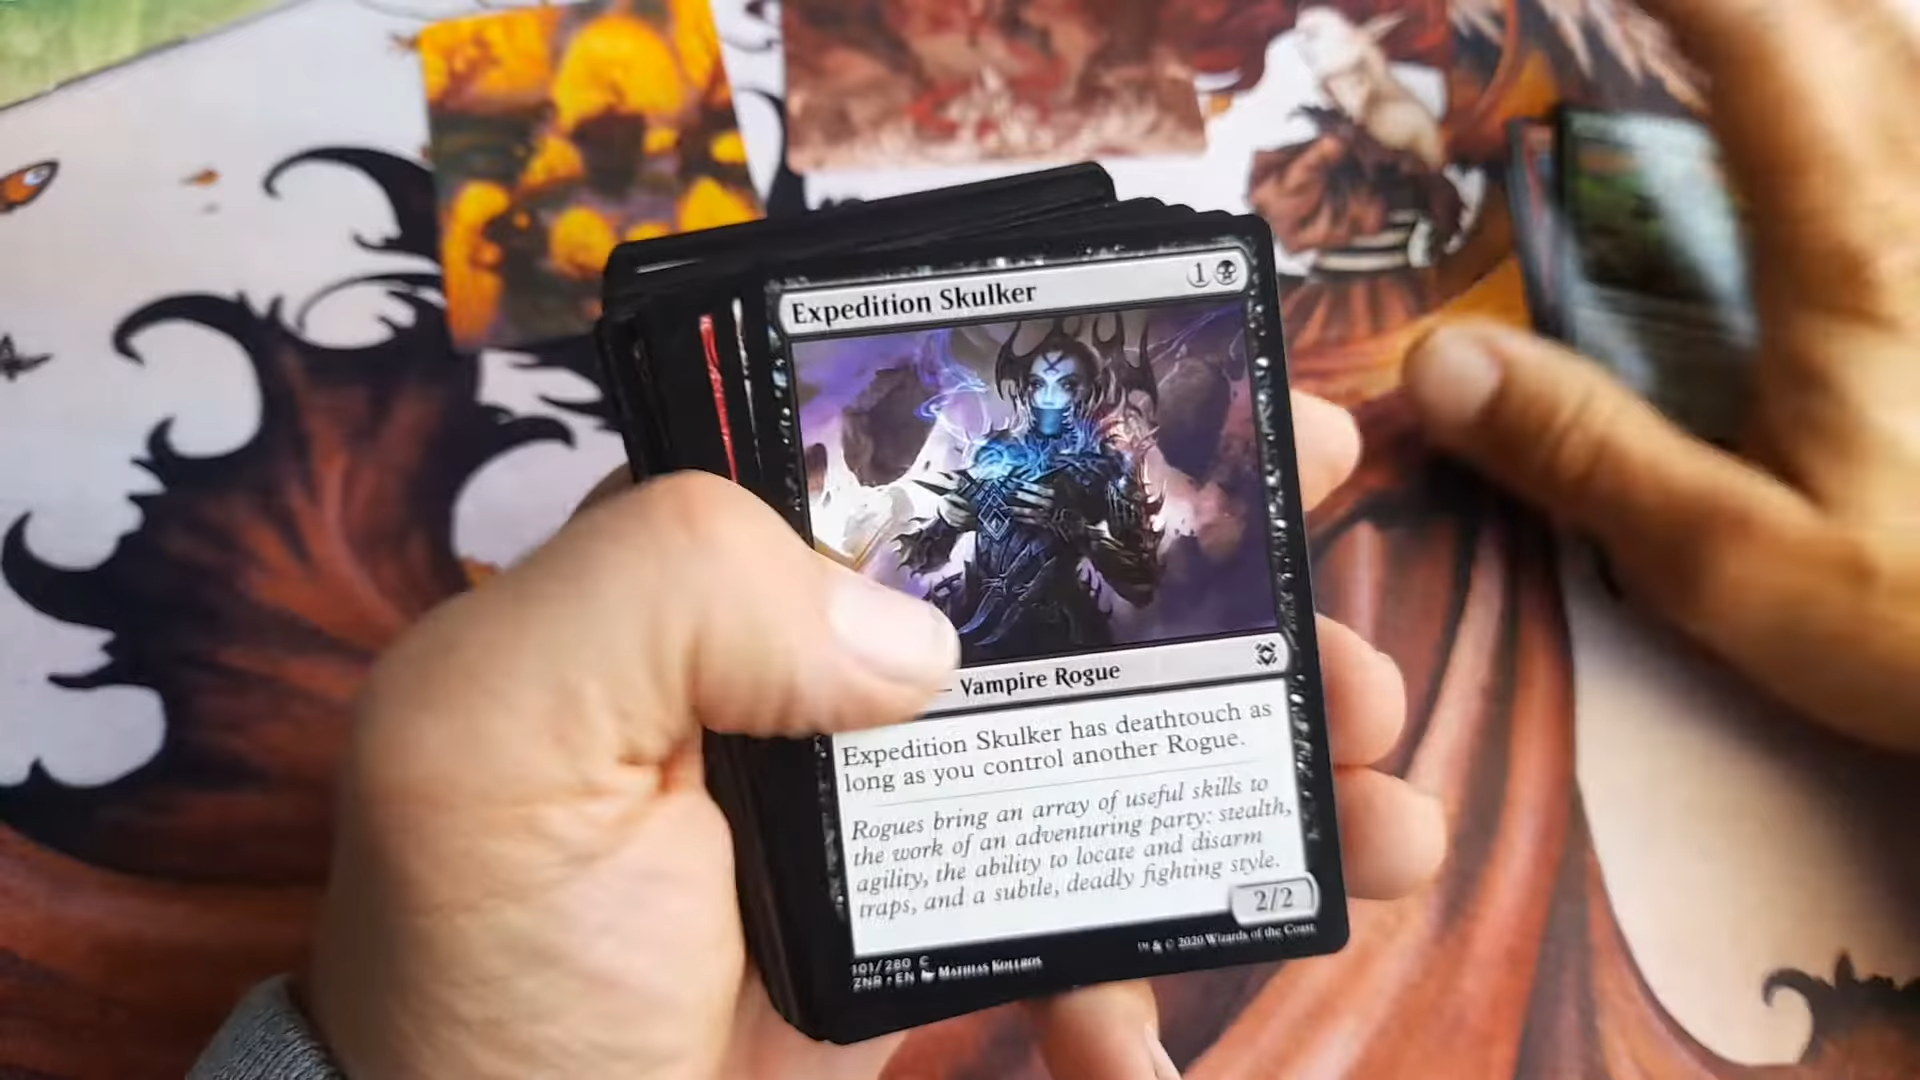 Expedition Skulker 1
— Vampire Rogue
Expedition Skulker has deathtouch as
long as you control another Rogue.
Rogues bring an array of useful skills to
the work of an adventuring party: stealth,
agility, the ability to locate and disarm
traps, and a subtle, deadly fighting style.
2/2
101/280 C
ZNR • EN MATHIAS KOLLROS
™ & © 2020 Wizards of the Coast